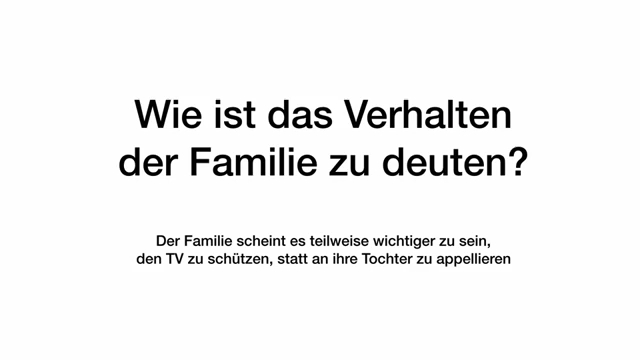 Wie ist das Verhalten
der Familie zu deuten?
Der Familie scheint es teilweise wichtiger zu sein,
den TV zu schützen, statt an ihre Tochter zu appellieren